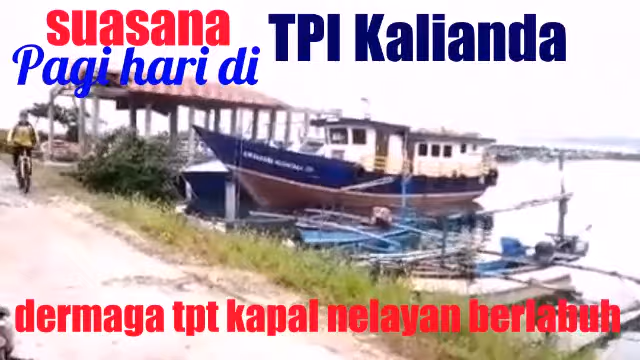 suasana
Pagi hari di
TPI Kalianda
dermaga tpt kapal nelayan berlabuh